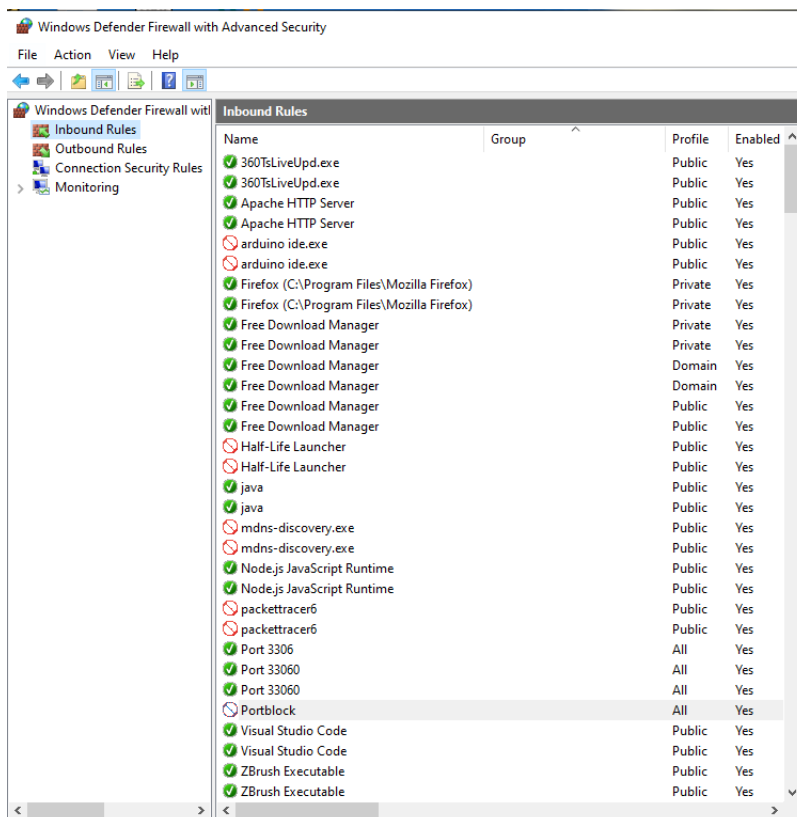 Windows Defender Firewall with Advanced Security
File Action View Help
Windows Defender Firewall witl
Inbound Rules
Outbound Rules
Connection Security Rules
Monitoring
Inbound Rules
Name Group Profile Enabled
360TsLiveUpd.exe Public Yes
360TsLiveUpd.exe Public Yes
Apache HTTP Server Public Yes
Apache HTTP Server Public Yes
arduino ide.exe Public Yes
arduino ide.exe Public Yes
Firefox (C:\Program Files\Mozilla Firefox) Private Yes
Firefox (C:\Program Files\Mozilla Firefox) Private Yes
Free Download Manager Private Yes
Free Download Manager Private Yes
Free Download Manager Domain Yes
Free Download Manager Domain Yes
Free Download Manager Public Yes
Free Download Manager Public Yes
Half-Life Launcher Public Yes
Half-Life Launcher Public Yes
java Public Yes
java Public Yes
mdns-discovery.exe Public Yes
mdns-discovery.exe Public Yes
Node.js JavaScript Runtime Public Yes
Node.js JavaScript Runtime Public Yes
packettracer6 Public Yes
packettracer6 Public Yes
Port 3306 All Yes
Port 33060 All Yes
Port 33060 All Yes
Portblock All Yes
Visual Studio Code Public Yes
Visual Studio Code Public Yes
ZBrush Executable Public Yes
ZBrush Executable Public Yes